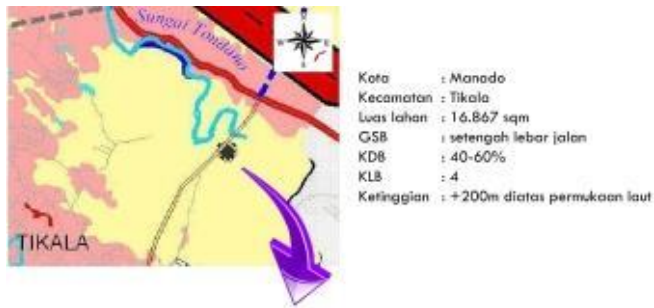 Sungai Tondano
N
W E
S
TIKALA
Kota : Manado
Kecamatan : Tikala
Luas lahan : 16.867 sqm
GSB : setengah lebar jalan
KDB : 40-60%
KLB : 4
Ketinggian : +200m diatas permukaan laut